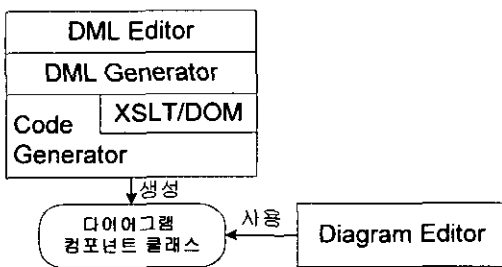 DML Editor
DML Generator
XSLT/DOM
Code
Generator
생성
다이어그램
컴포넌트 클래스
사용
Diagram Editor